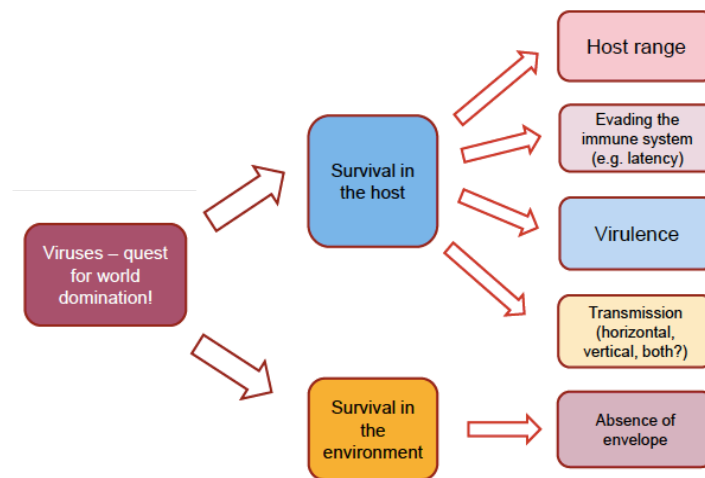 Viruses – quest
for world
domination!
Survival in
the host
Survival in
the
environment
Host range
Evading the
immune system
(e.g. latency)
Virulence
Transmission
(horizontal,
vertical, both?)
Absence of
envelope